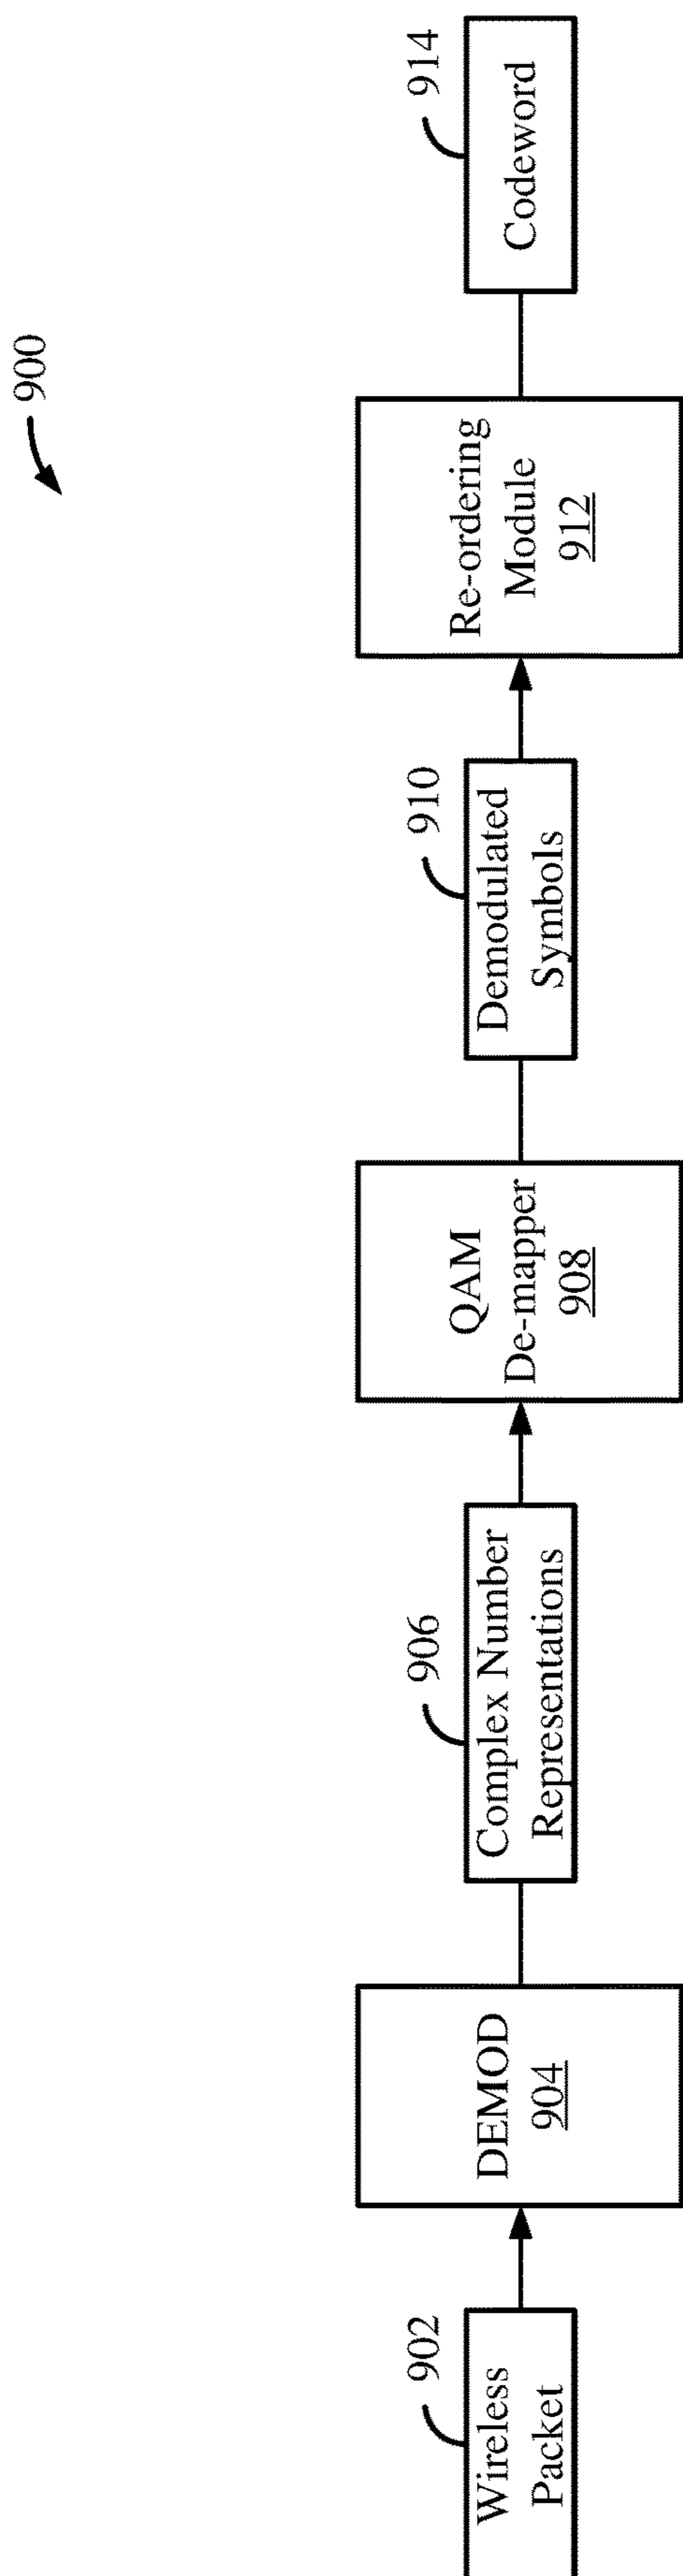 900
902
Wireless
Packet
DEMOD
904
906
Complex Number
Representations
QAM
De-mapper
908
910
Demodulated
Symbols
Re-ordering
Module
912
914
Codeword